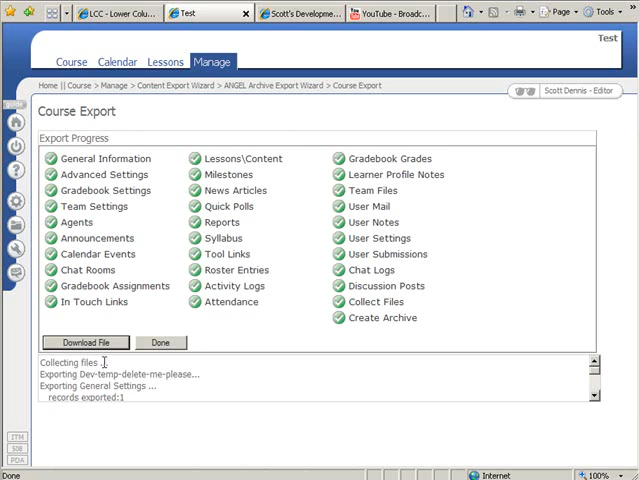 LCC - Lower Colu...
Test
Scott's Developme...
YouTube - Broadc...
Page
Tools
Test
Course Calendar Lessons Manage
Home || Course > Manage > Content Export Wizard > ANGEL Archive Export Wizard > Course Export
Scott Dennis - Editor
guide
Course Export
Export Progress
General Information Lessons\Content Gradebook Grades
Advanced Settings Milestones Learner Profile Notes
Gradebook Settings News Articles Team Files
Team Settings Quick Polls User Mail
Agents Reports User Notes
Announcements Syllabus User Settings
Calendar Events Tool Links User Submissions
Chat Rooms Roster Entries Chat Logs
Gradebook Assignments Activity Logs Discussion Posts
In Touch Links Attendance Collect Files
Create Archive
Download File Done
Collecting files ...
Exporting Dev-temp-delete-me-please...
Exporting General Settings ...
records exported:1
ITM
508
PDA
Done Internet 100%